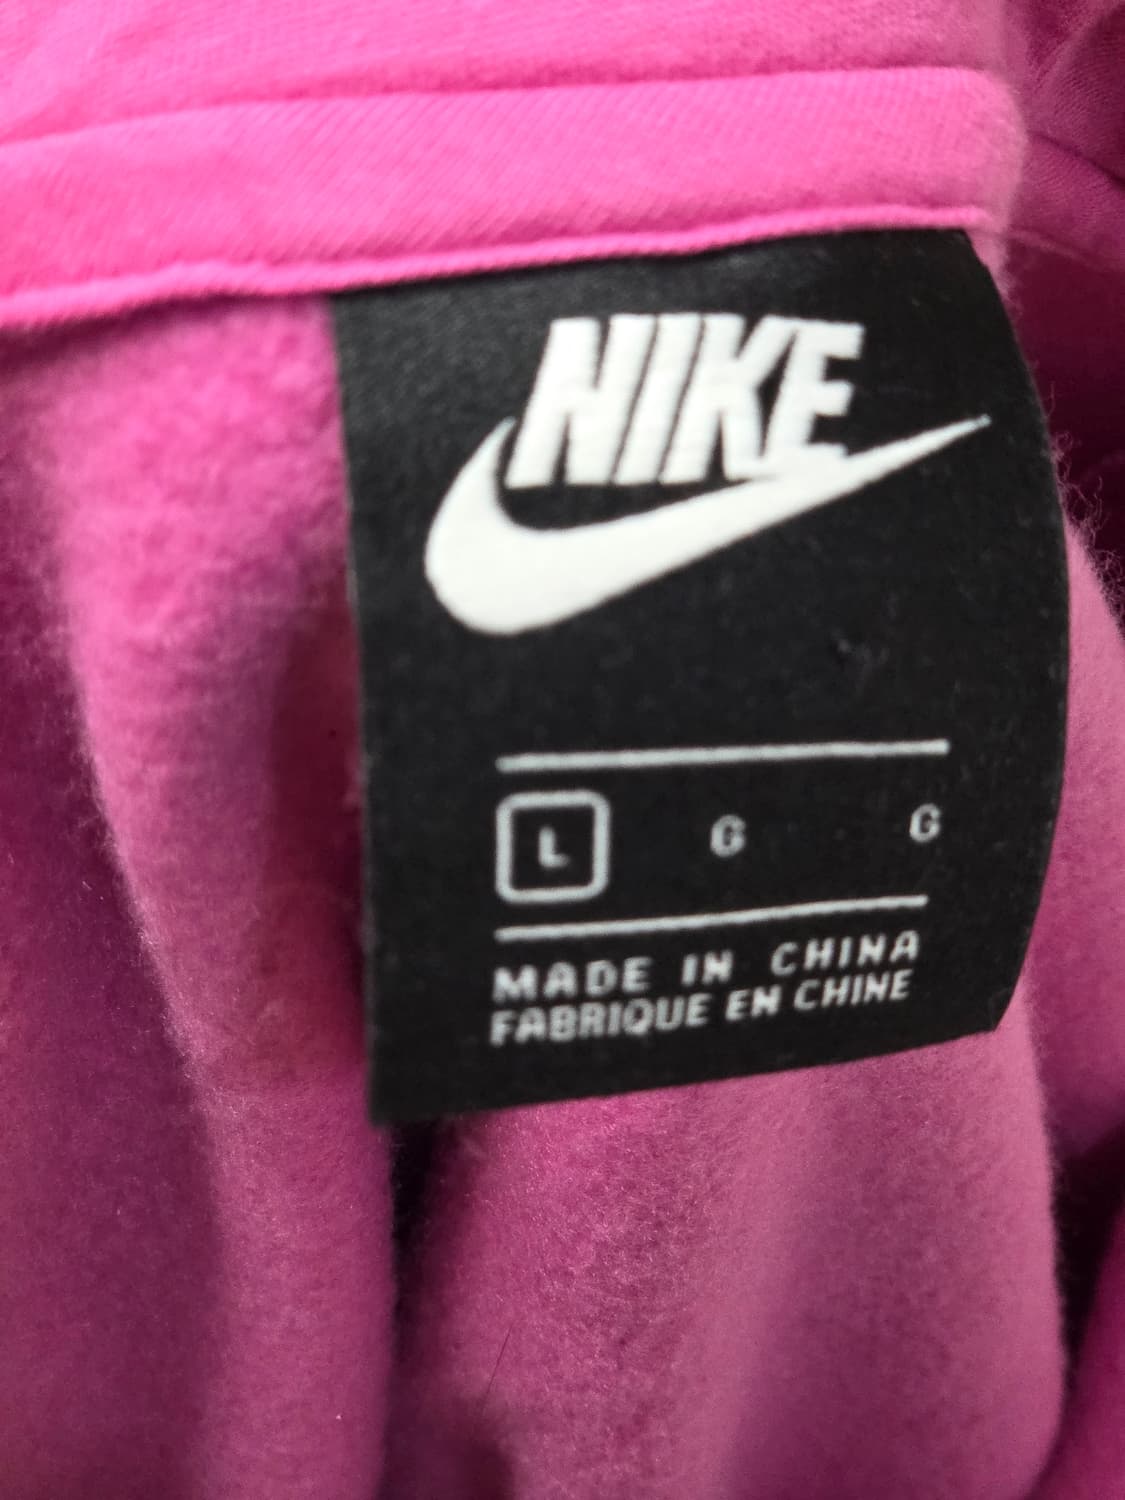 NIKE
L G G
MADE IN CHINA
FABRIQUE EN CHINE